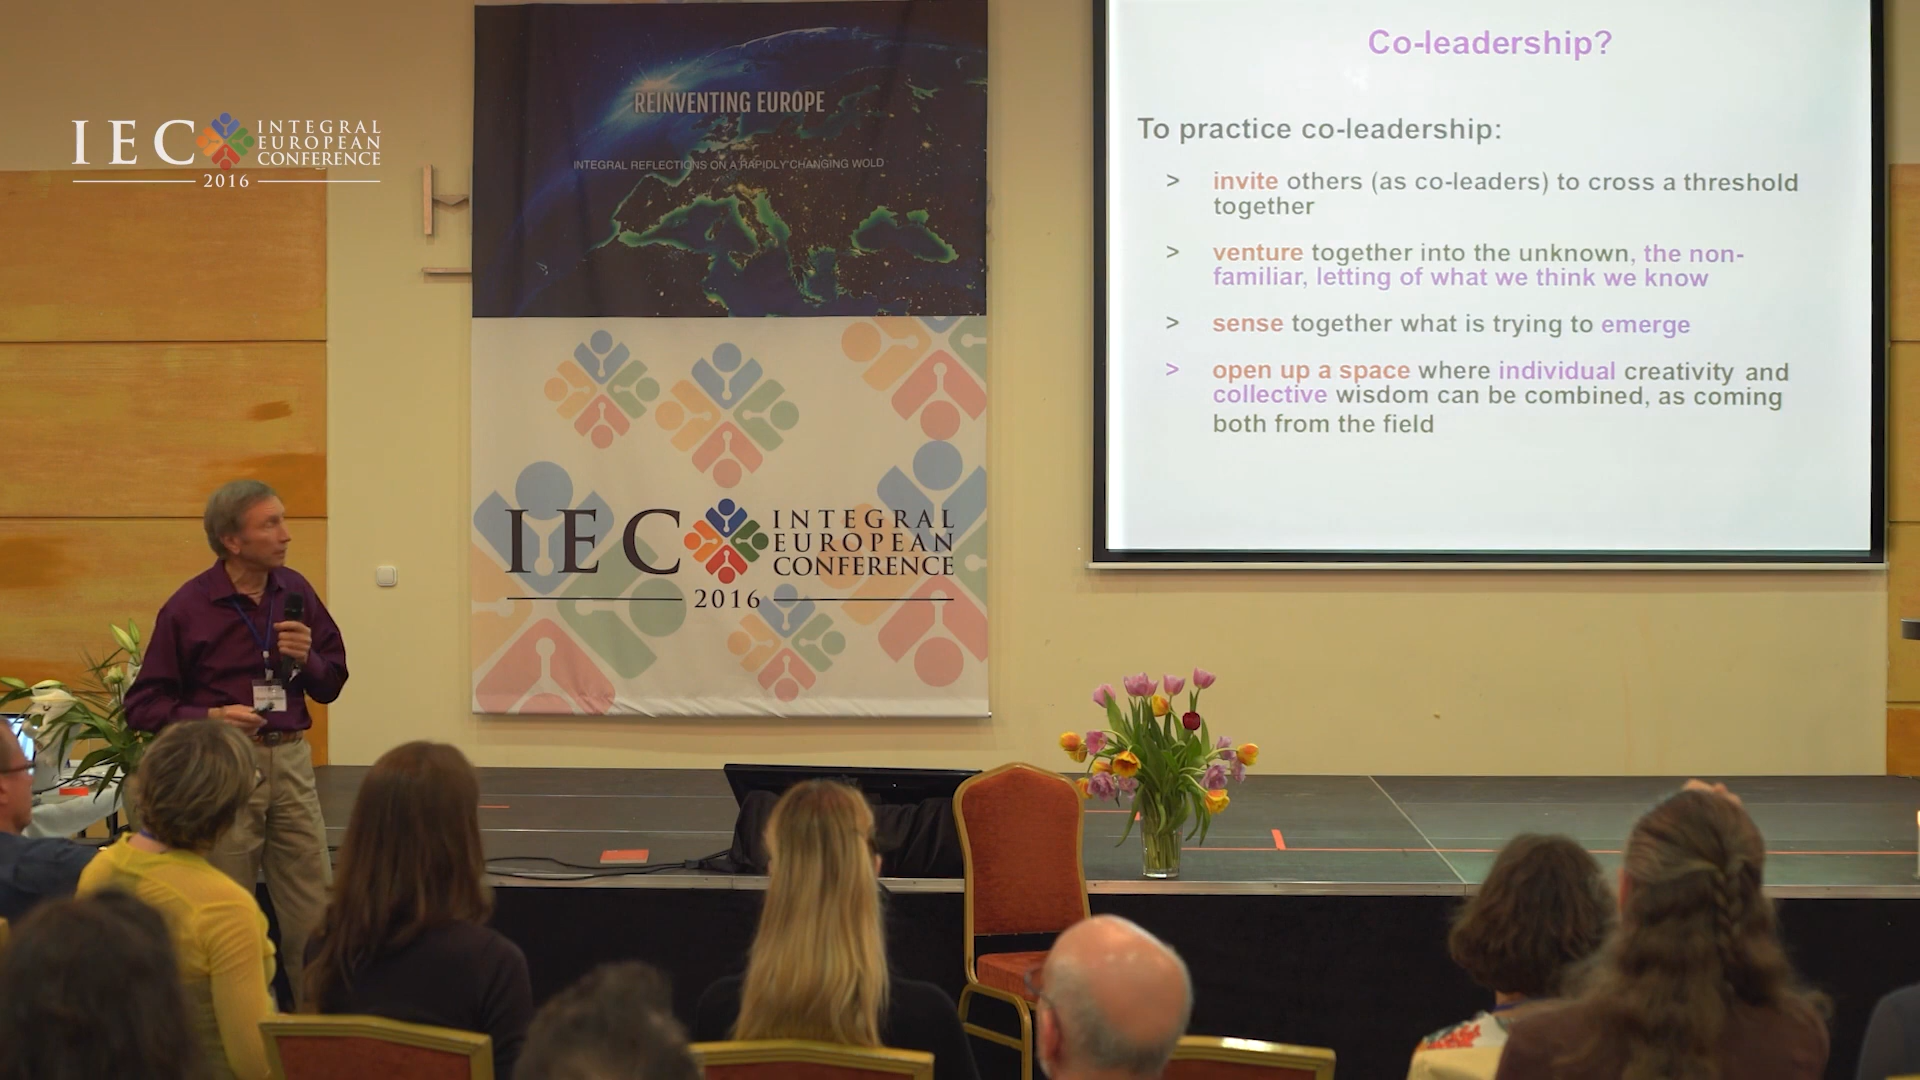 IEC INTEGRAL
EUROPEAN
CONFERENCE
2016
REINVENTING EUROPE
INTEGRAL REFLECTIONS ON A RAPIDLY CHANGING WOLD
IEC INTEGRAL
EUROPEAN
CONFERENCE
2016
Co-leadership?
To practice co-leadership:
> invite others (as co-leaders) to cross a threshold
together
> venture together into the unknown, the non-
familiar, letting of what we think we know
> sense together what is trying to emerge
> open up a space where individual creativity and
collective wisdom can be combined, as coming
both from the field